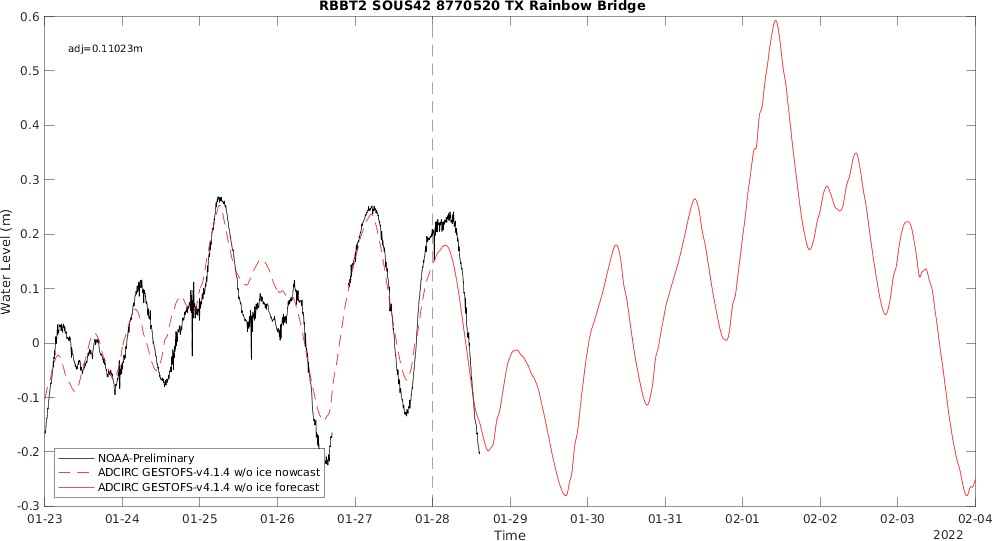 RBBT2 SOUS42 8770520 TX Rainbow Bridge
adj=0.11023m
0.6
0.5
0.4
0.3
0.2
0.1
0
-0.1
-0.2
-0.3
Water Level (m)
NOAA-Preliminary
ADCIRC GESTOFS-v4.1.4 w/o ice nowcast
ADCIRC GESTOFS-v4.1.4 w/o ice forecast
01-23 01-24 01-25 01-26 01-27 01-28 01-29 01-30 01-31 02-01 02-02 02-03 02-04
Time
2022